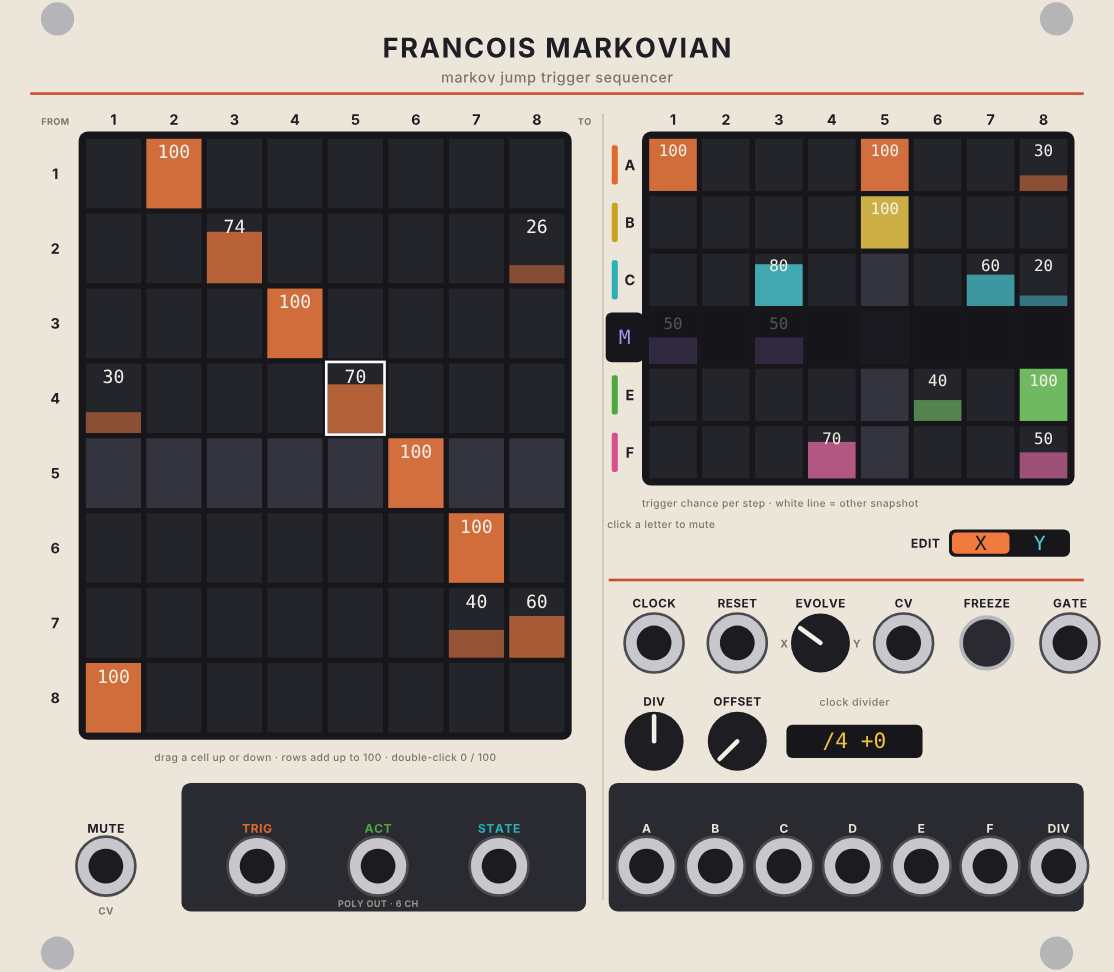 FRANCOIS MARKOVIAN
markov jump trigger sequencer
FROM 1 2 3 4 5 6 7 8 TO
1 100
2 74 26
3 100
4 30 70
5 100
6 100
7 40 60
8 100
drag a cell up or down · rows add up to 100 · double-click 0 / 100
1 2 3 4 5 6 7 8
A 100 100 30
B 100
C 80 60 20
M 50 50
E 40 100
F 70 50
trigger chance per step · white line = other snapshot
click a letter to mute
EDIT X Y
CLOCK RESET EVOLVE CV FREEZE GATE
X Y
DIV OFFSET clock divider
/4 +0
MUTE TRIG ACT STATE
CV POLY OUT · 6 CH
A B C D E F DIV